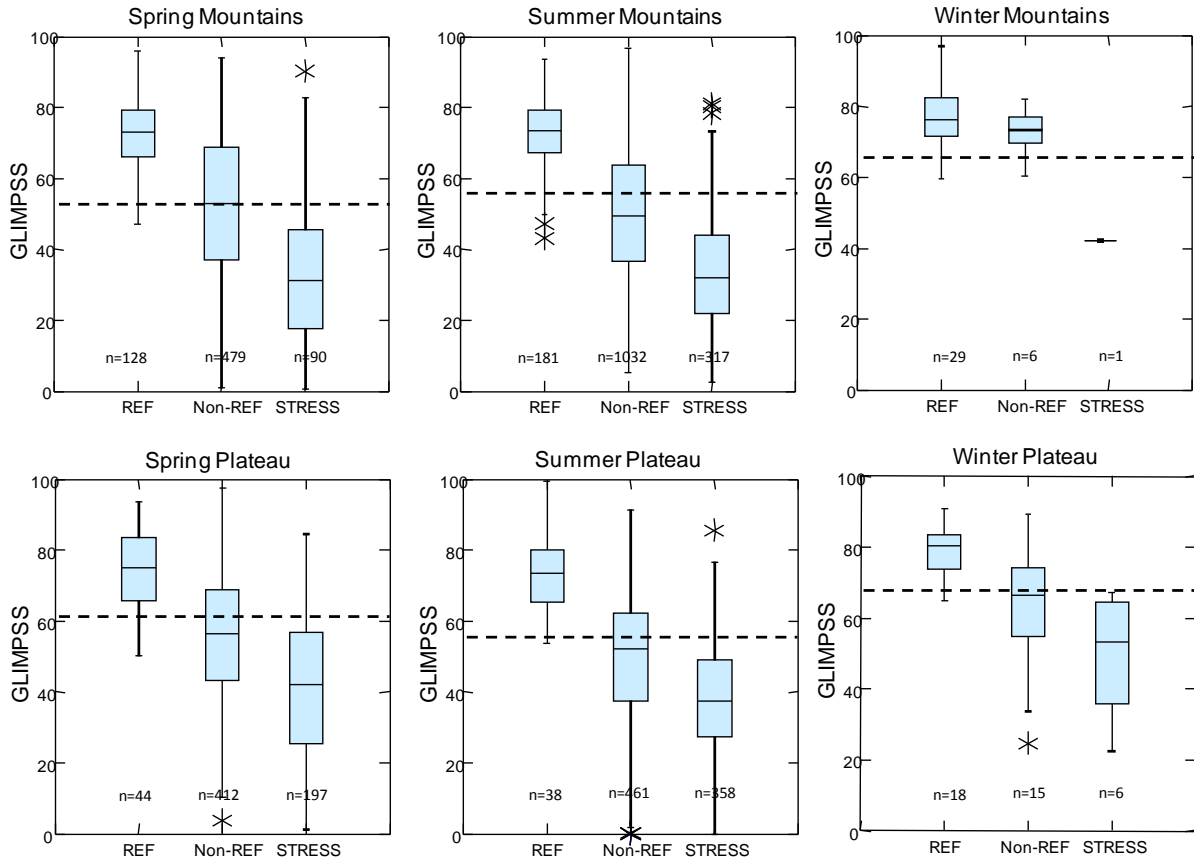 Spring Mountains
100
80
60
40
20
0
GLIMPSS
n=128
n=479
n=90
REF
Non-REF
STRESS
Summer Mountains
100
80
60
40
20
0
GLIMPSS
n=181
n=1032
n=317
REF
Non-REF
STRESS
Winter Mountains
100
80
60
40
20
0
GLIMPSS
n=29
n=6
n=1
REF
Non-REF
STRESS
Spring Plateau
100
80
60
40
20
0
GLIMPSS
n=44
n=412
n=197
REF
Non-REF
STRESS
Summer Plateau
100
80
60
40
20
0
GLIMPSS
n=38
n=461
n=358
REF
Non-REF
STRESS
Winter Plateau
100
80
60
40
20
0
GLIMPSS
n=18
n=15
n=6
REF
Non-REF
STRESS